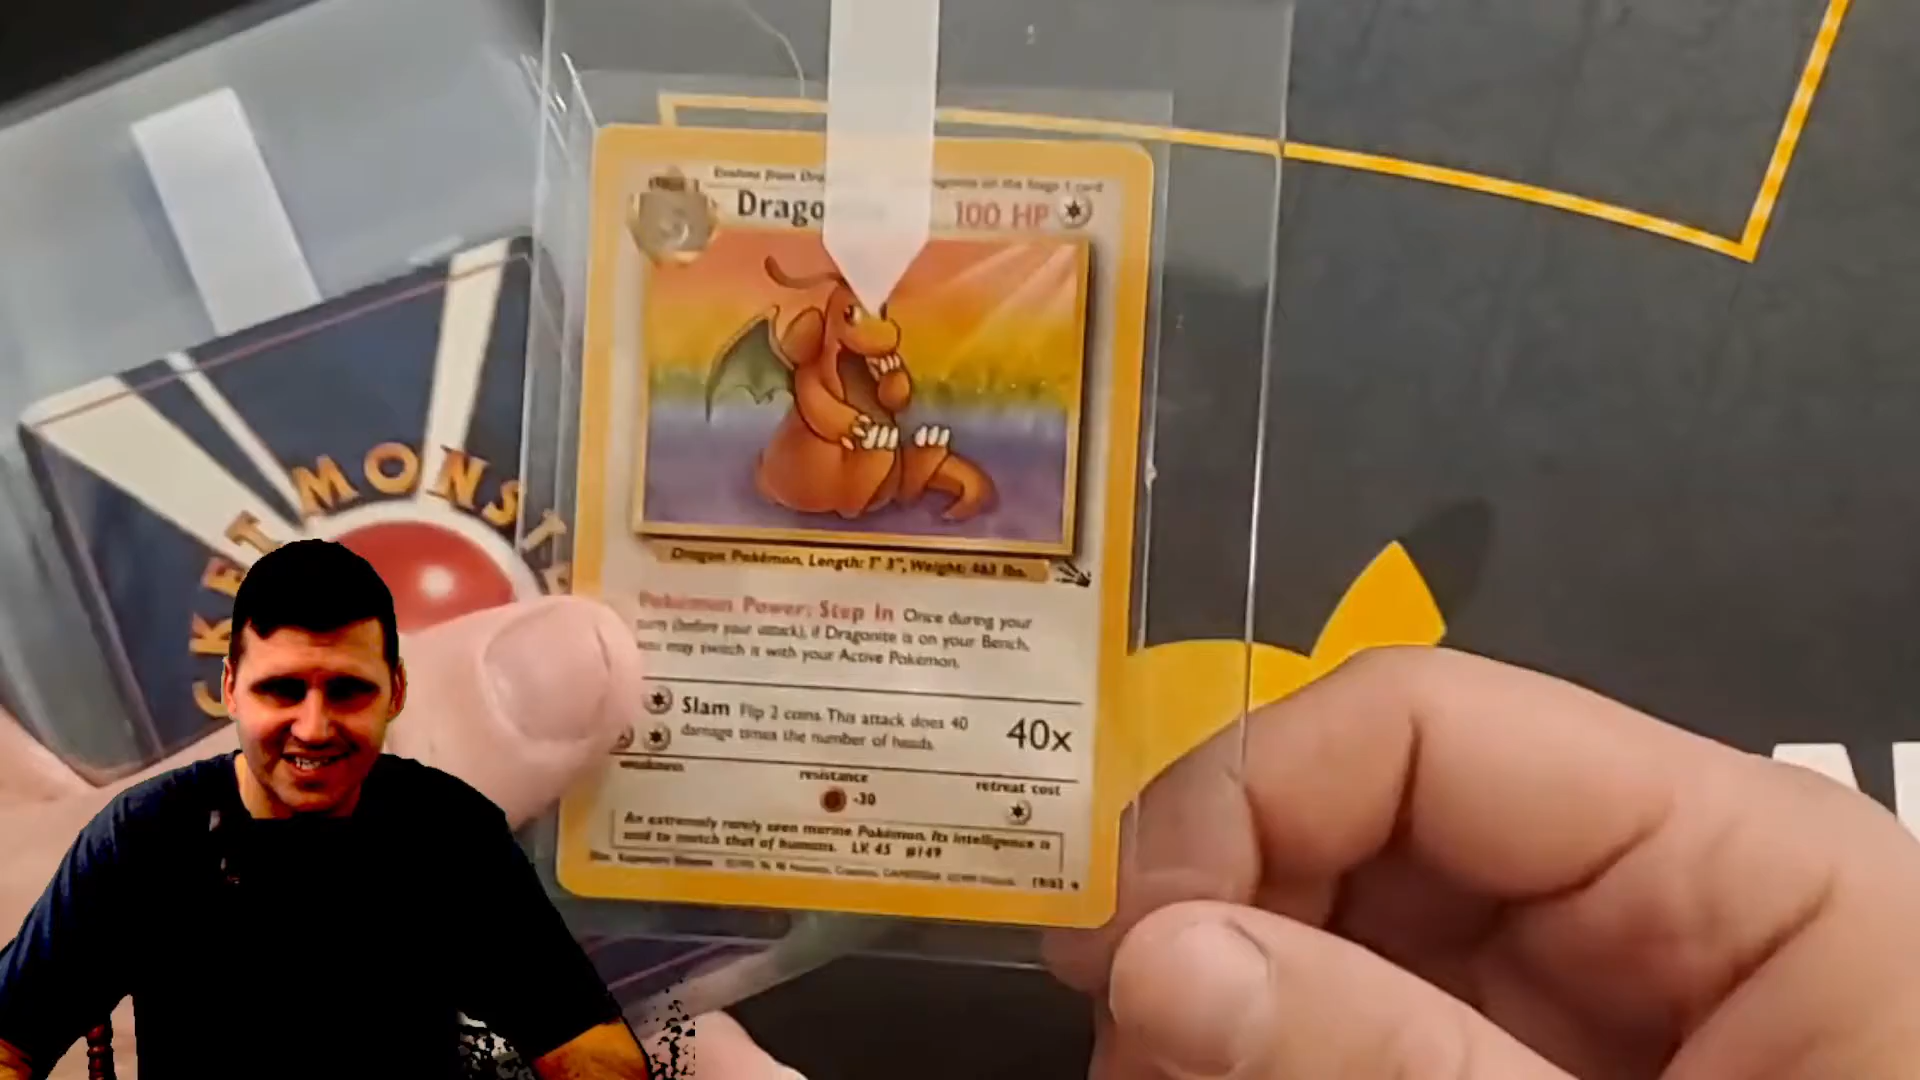 Evolves from Dra
on the Stage 1 card
Drago
100 HP
Dragon Pokémon, Length: 7' 3", Weight: 463 lbs.
Pokémon Power: Step In Once during your
turn (before your attack), if Dragonite is on your Bench,
you may switch it with your Active Pokémon.
Slam Flip 2 coins. This attack does 40
damage times the number of heads.
40x
weakness
resistance
retreat cost
-30
An extremely rarely seen marine Pokémon. Its intelligence is
said to match that of humans. LV. 45 #149
19/62
CKET MONST